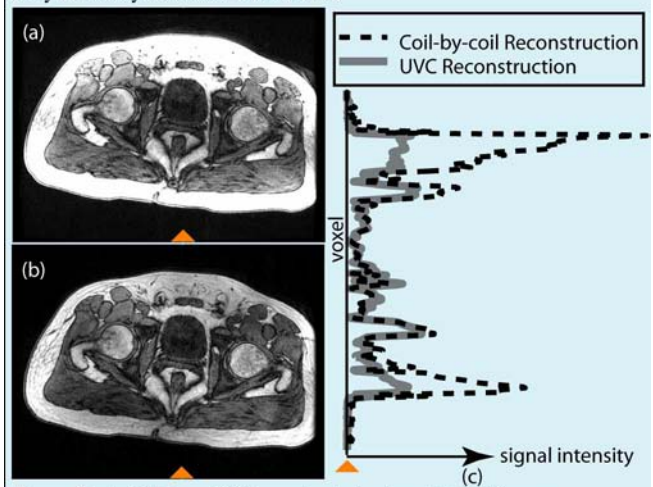 (a)
Coil-by-coil Reconstruction
UVC Reconstruction
voxel
(b)
signal intensity
(c)